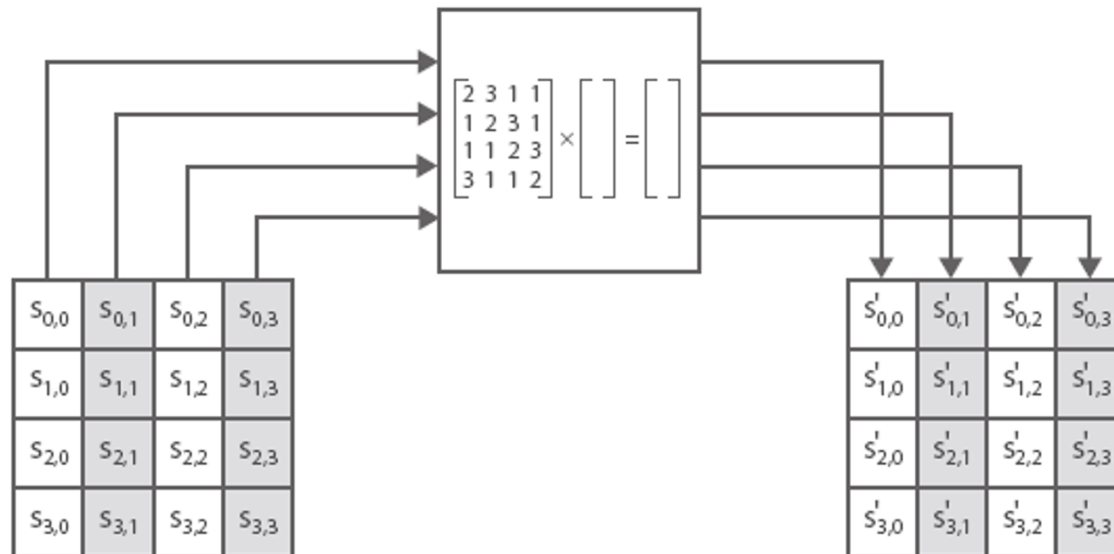 2 3 1 1
1 2 3 1
1 1 2 3
3 1 1 2
× =
S0,0 S0,1 S0,2 S0,3
S1,0 S1,1 S1,2 S1,3
S2,0 S2,1 S2,2 S2,3
S3,0 S3,1 S3,2 S3,3
S'0,0 S'0,1 S'0,2 S'0,3
S'1,0 S'1,1 S'1,2 S'1,3
S'2,0 S'2,1 S'2,2 S'2,3
S'3,0 S'3,1 S'3,2 S'3,3